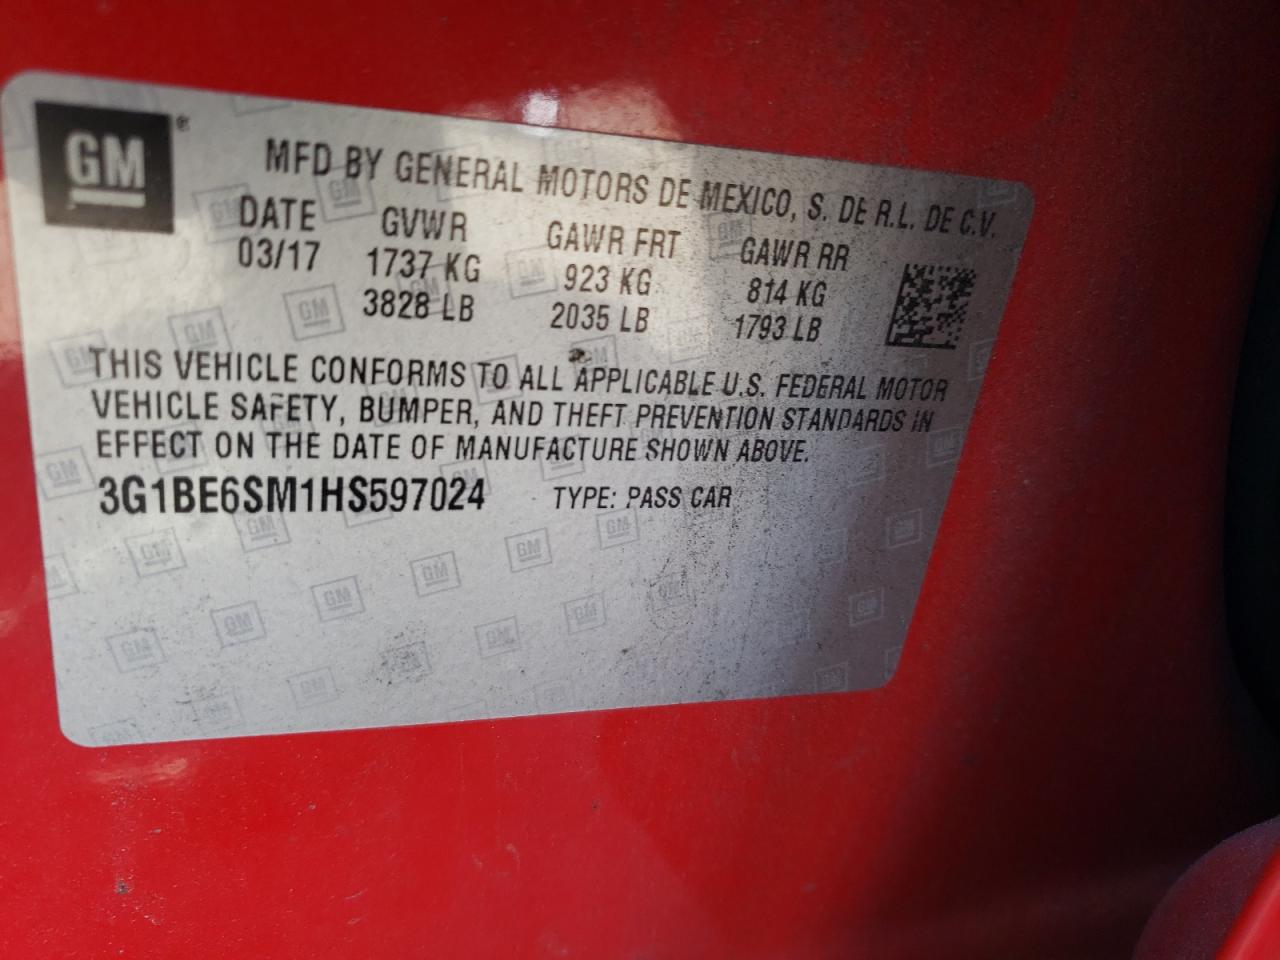 GM ®
MFD BY GENERAL MOTORS DE MEXICO, S. DE R.L. DE C.V.
DATE GVWR GAWR FRT GAWR RR
03/17 1737 KG 923 KG 814 KG
3828 LB 2035 LB 1793 LB
THIS VEHICLE CONFORMS TO ALL APPLICABLE U.S. FEDERAL MOTOR
VEHICLE SAFETY, BUMPER, AND THEFT PREVENTION STANDARDS IN
EFFECT ON THE DATE OF MANUFACTURE SHOWN ABOVE.
3G1BE6SM1HS597024 TYPE: PASS CAR